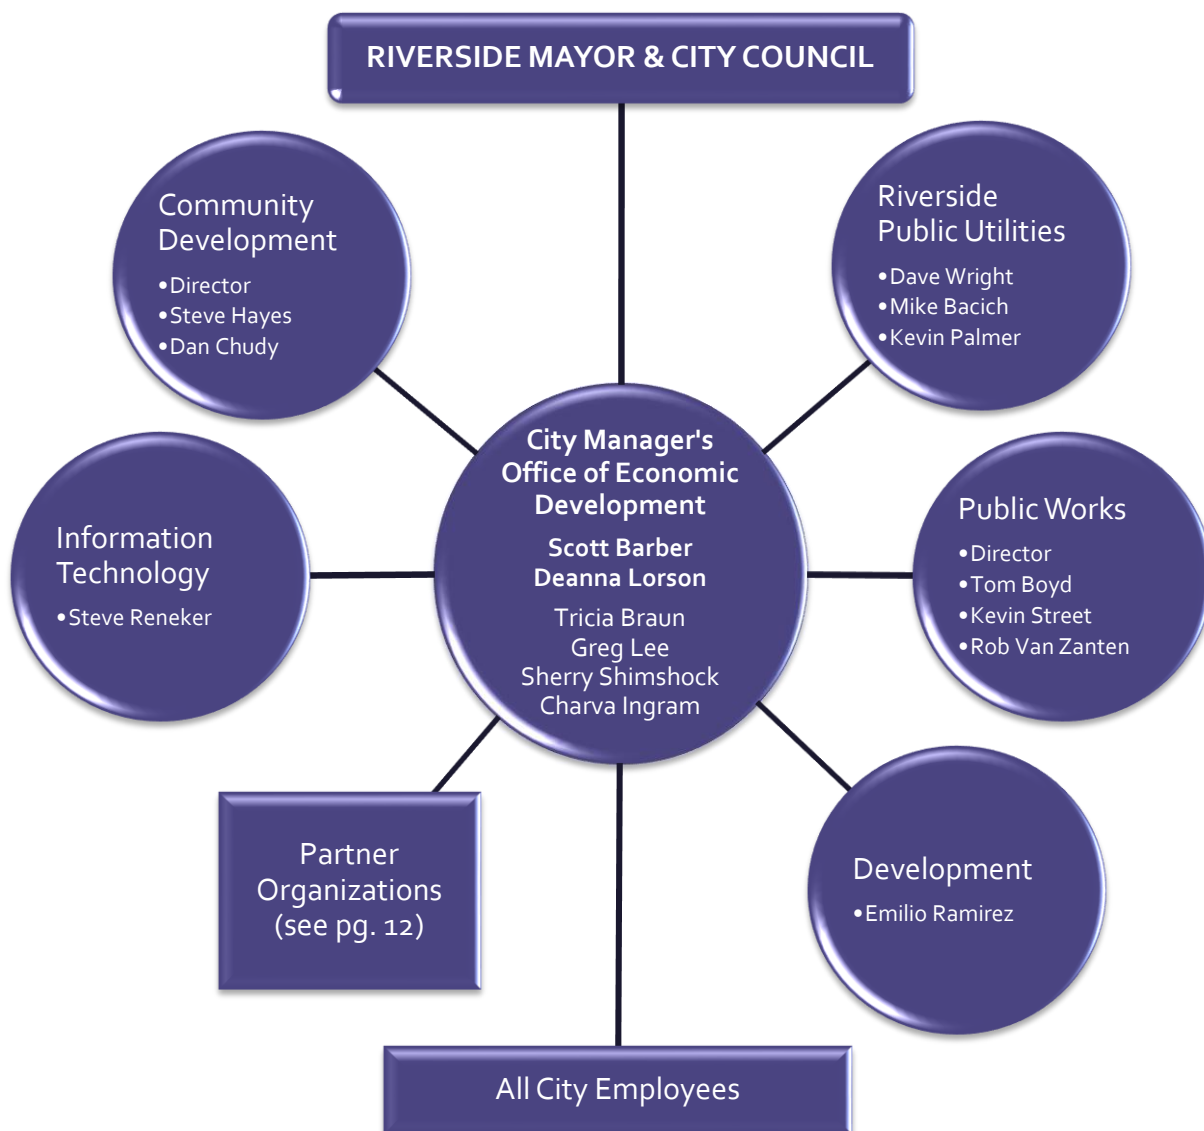 RIVERSIDE MAYOR & CITY COUNCIL
Community
Development
•Director
•Steve Hayes
•Dan Chudy
Riverside
Public Utilities
•Dave Wright
•Mike Bacich
•Kevin Palmer
City Manager's
Office of Economic
Development
Scott Barber
Deanna Lorson
Tricia Braun
Greg Lee
Sherry Shimshock
Charva Ingram
Information
Technology
•Steve Reneker
Public Works
•Director
•Tom Boyd
•Kevin Street
•Rob Van Zanten
Partner
Organizations
(see pg. 12)
Development
•Emilio Ramirez
All City Employees